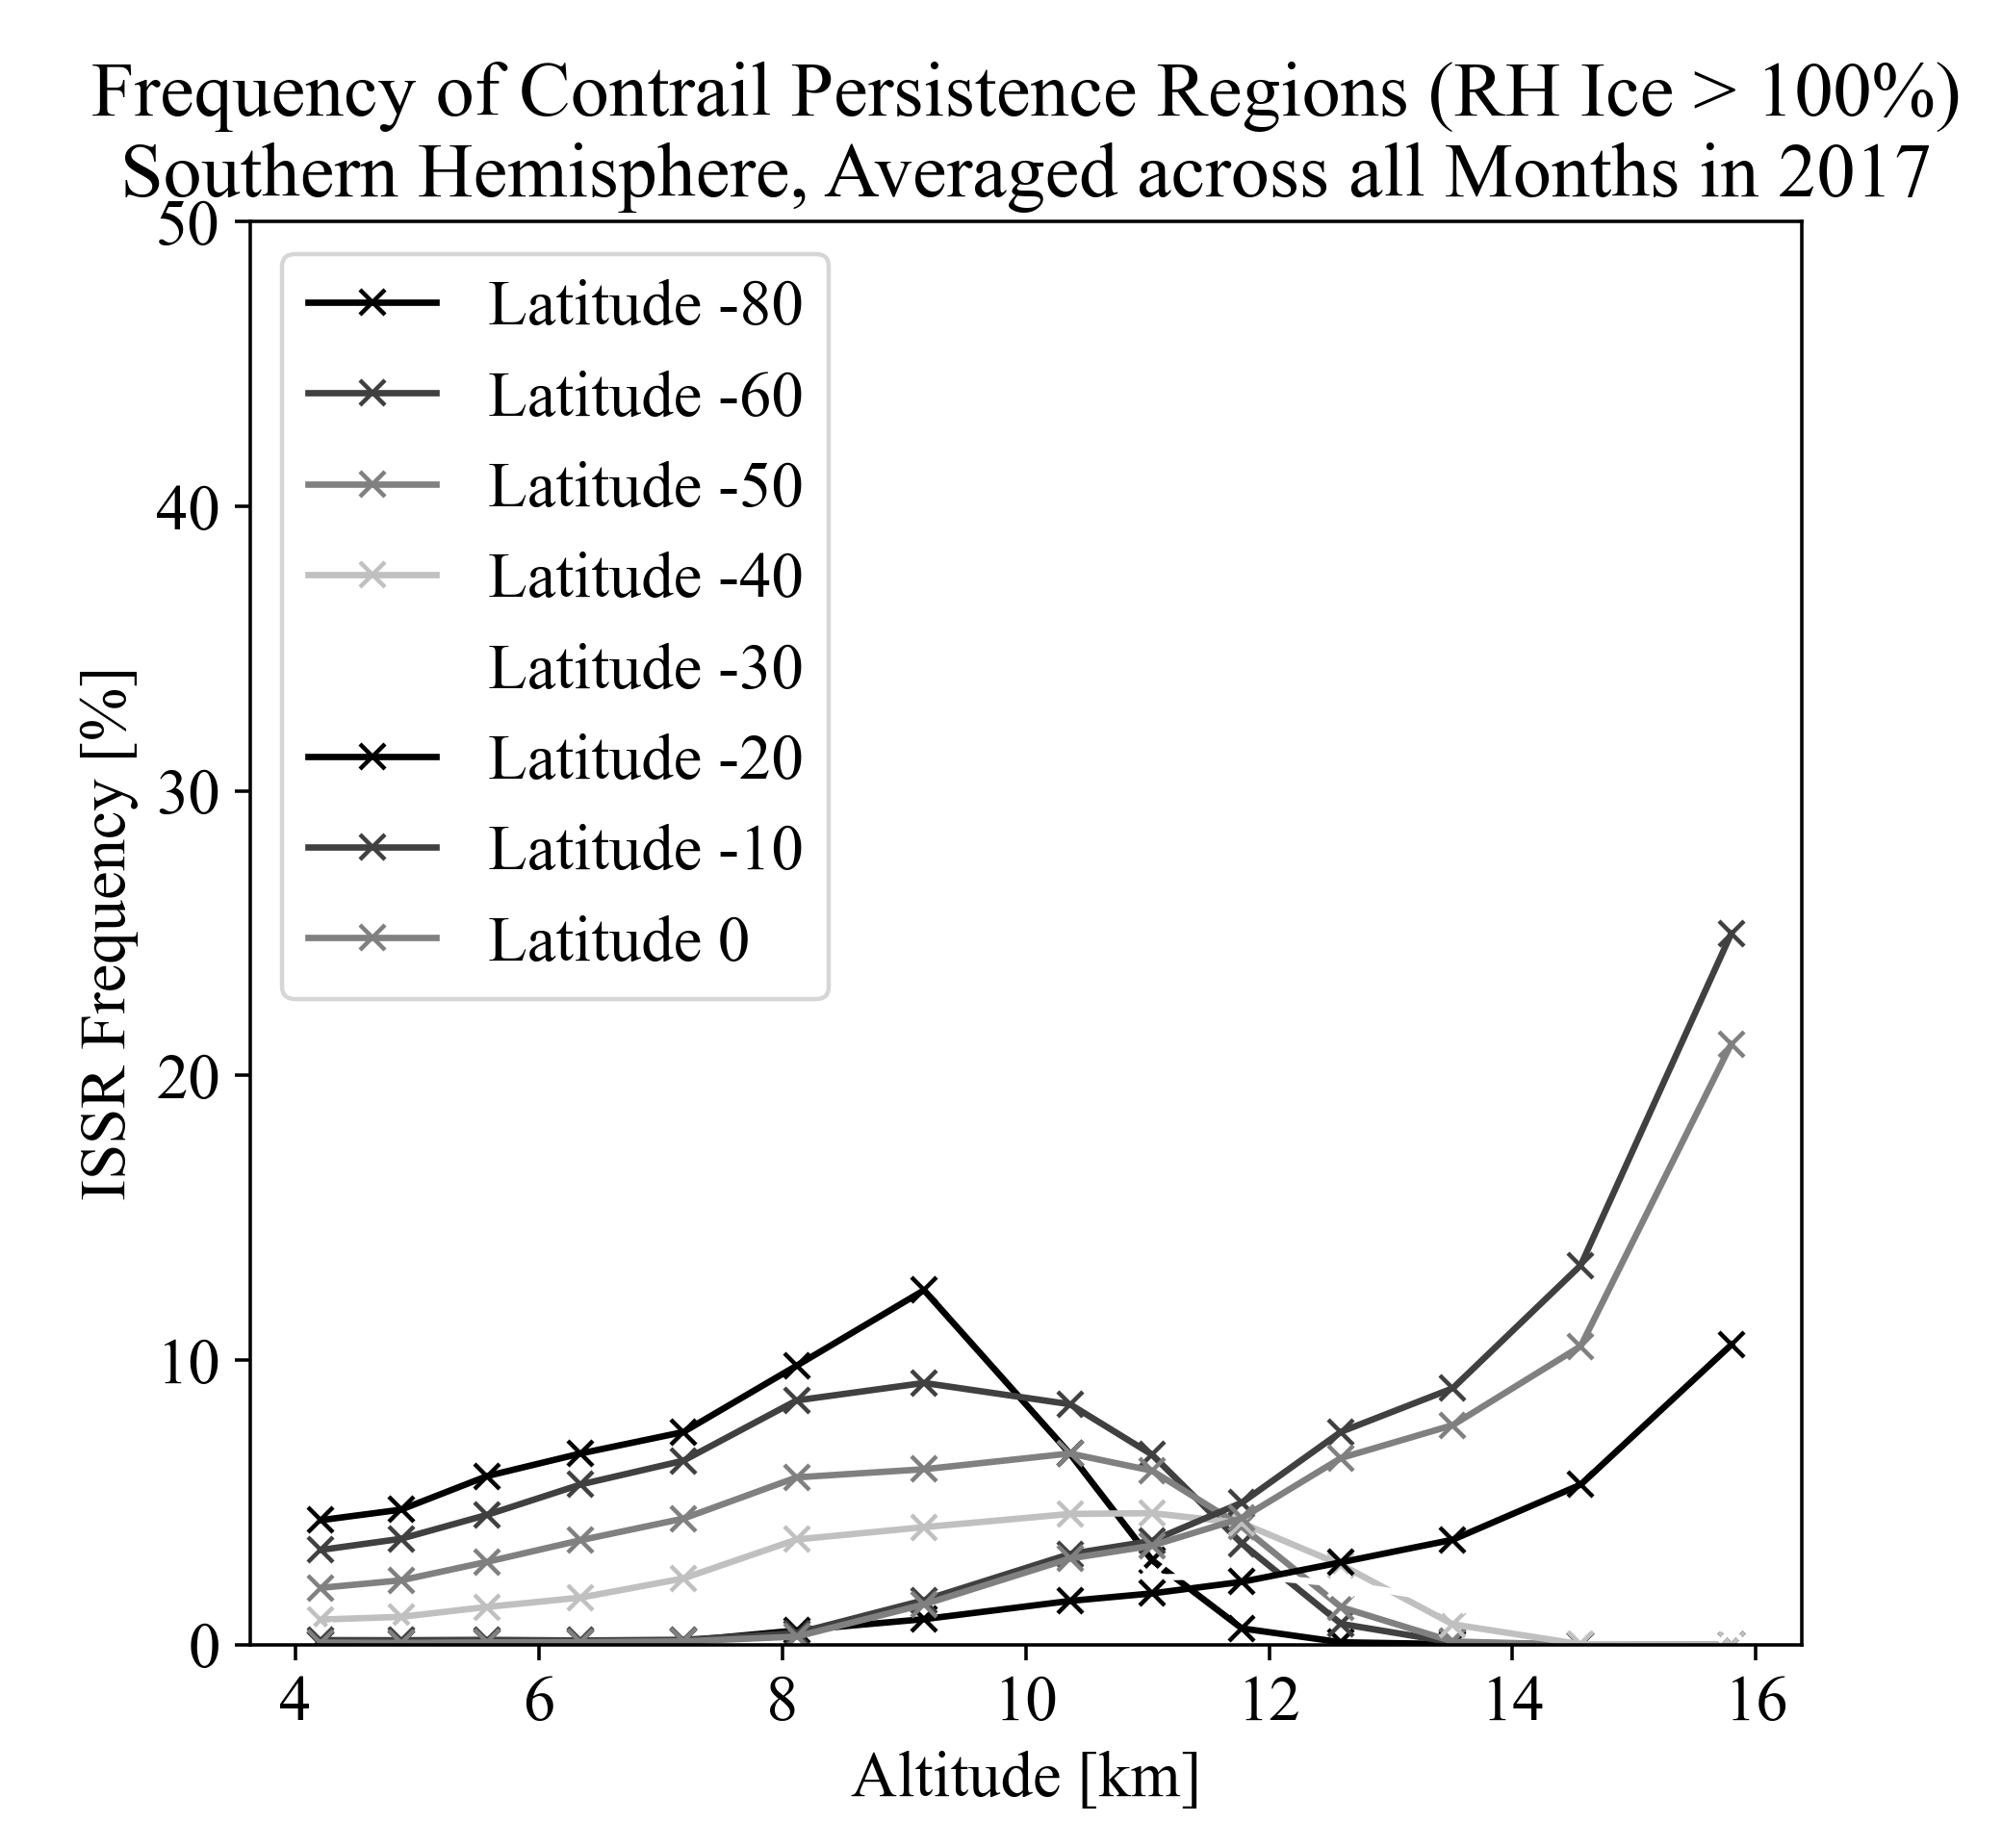 Frequency of Contrail Persistence Regions (RH Ice > 100%)
Southern Hemisphere, Averaged across all Months in 2017
50
40
30
20
10
0
ISSR Frequency [%]
Latitude -80
Latitude -60
Latitude -50
Latitude -40
Latitude -30
Latitude -20
Latitude -10
Latitude 0
4 6 8 10 12 14 16
Altitude [km]